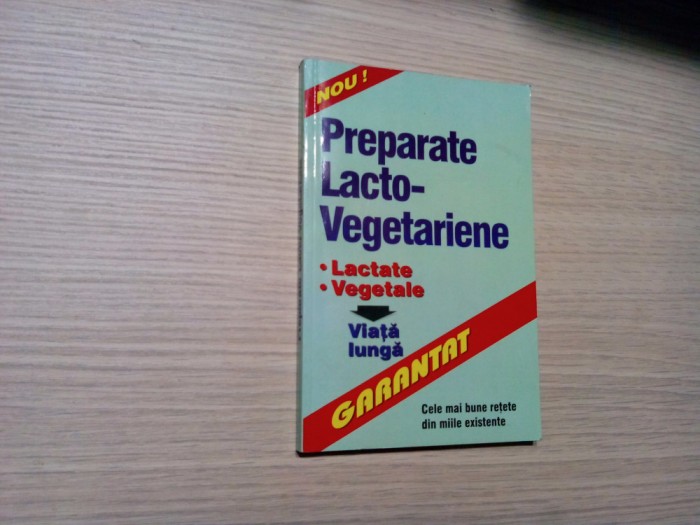 NOU !
Preparate
Lacto-
Vegetariene
• Lactate
• Vegetale
Viață
lungă
GARANTAT
Cele mai bune rețete
din miile existente